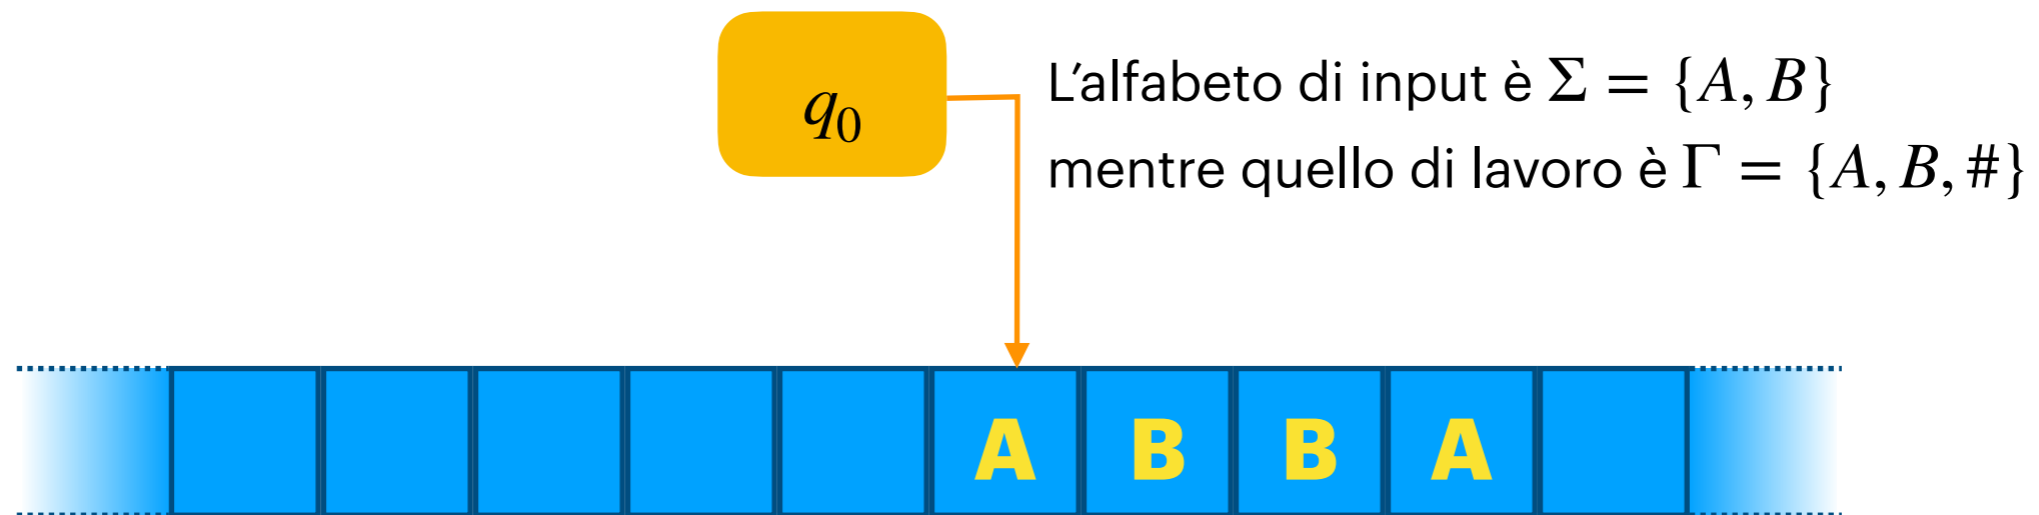 q₀
L'alfabeto di input è Σ = {A, B}
mentre quello di lavoro è Γ = {A, B, #}
A B B A